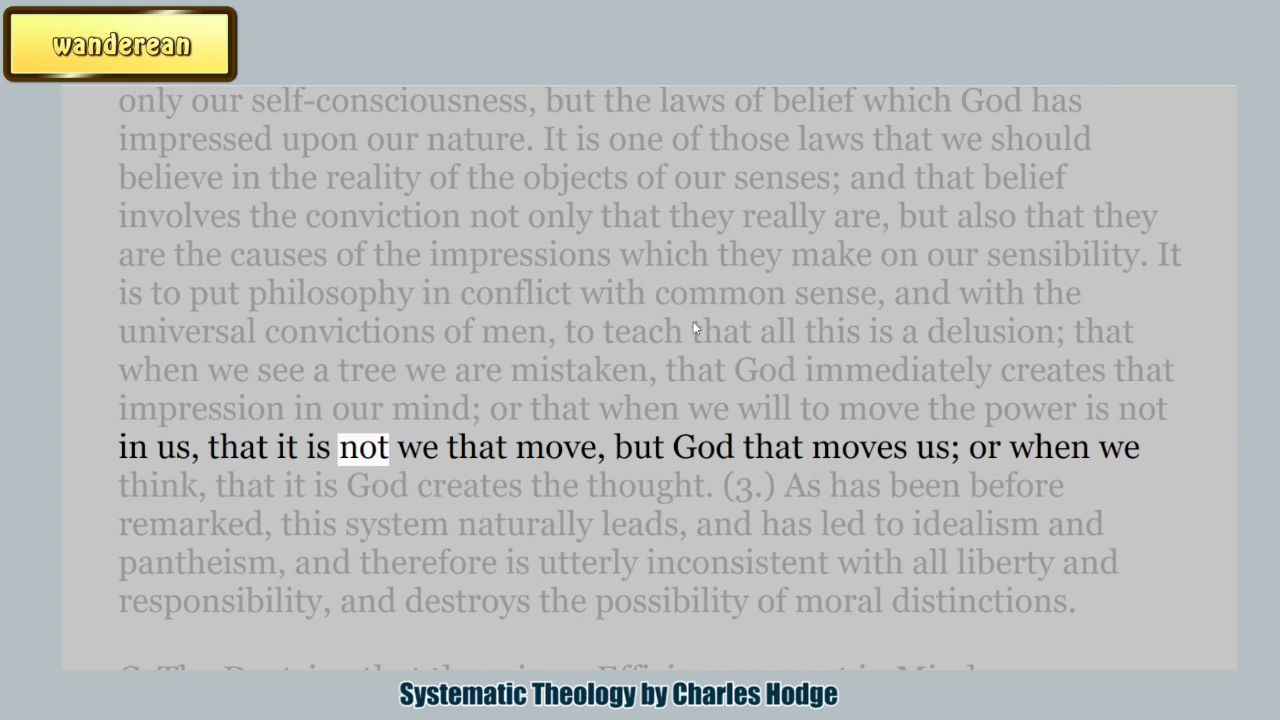 wanderean
only our self-consciousness, but the laws of belief which God has
impressed upon our nature. It is one of those laws that we should
believe in the reality of the objects of our senses; and that belief
involves the conviction not only that they really are, but also that they
are the causes of the impressions which they make on our sensibility. It
is to put philosophy in conflict with common sense, and with the
universal convictions of men, to teach that all this is a delusion; that
when we see a tree we are mistaken, that God immediately creates that
impression in our mind; or that when we will to move the power is not
in us, that it is not we that move, but God that moves us; or when we
think, that it is God creates the thought. (3.) As has been before
remarked, this system naturally leads, and has led to idealism and
pantheism, and therefore is utterly inconsistent with all liberty and
responsibility, and destroys the possibility of moral distinctions.
Systematic Theology by Charles Hodge